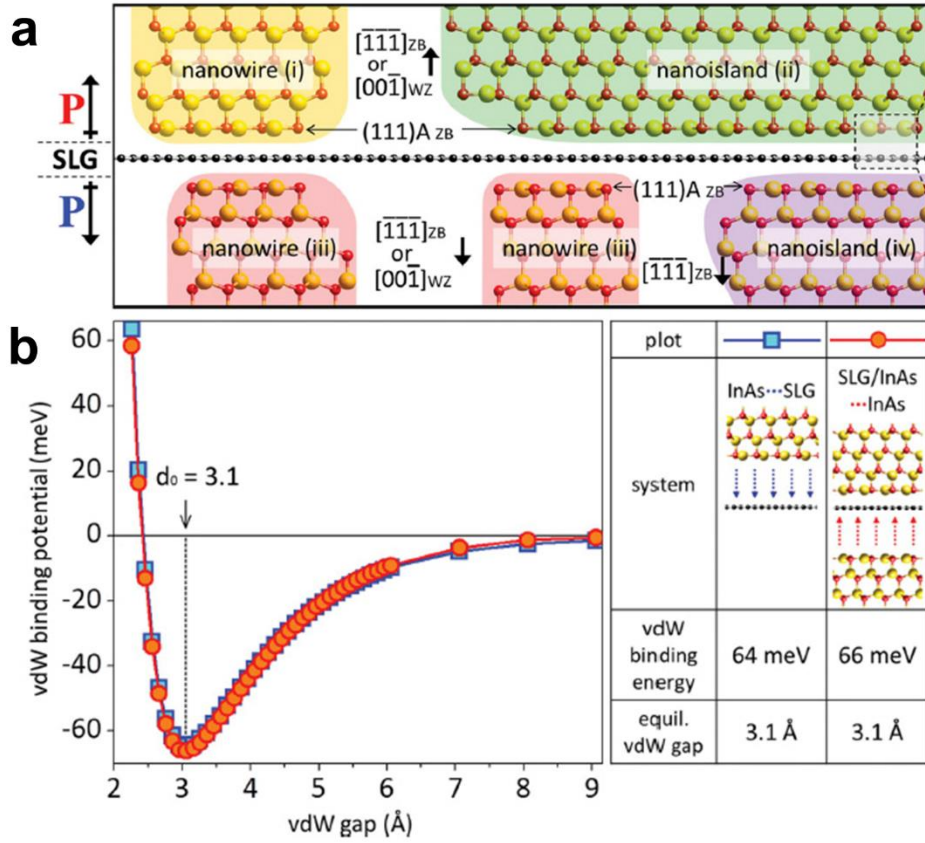 a
nanowire (i)
[1̅1̅1̅]ZB
or
[001̅]WZ
nanoisland (ii)
P
(111)A ZB
SLG
P
(111)A ZB
nanowire (iii)
[1̅1̅1̅]ZB
or
[001̅]WZ
nanowire (iii)
[1̅1̅1̅]ZB
nanoisland (iv)
b
vdW binding potential (meV)
60
40
20
0
-20
-40
-60
d₀ = 3.1
2 3 4 5 6 7 8 9
vdW gap (Å)
plot
system
InAs···SLG
SLG/InAs
···InAs
vdW
binding
energy
64 meV
66 meV
equil.
vdW gap
3.1 Å
3.1 Å